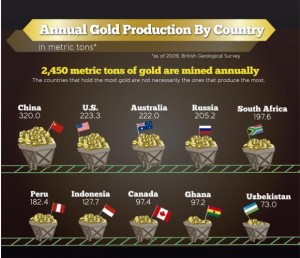 Annual Gold Production By Country
in metric tons*
*as of 2009, British Geological Survey
2,450 metric tons of gold are mined annually
The countries that hold the most gold are not necessarily the ones that produce the most.
China
320.0
U.S.
223.3
Australia
222.0
Russia
205.2
South Africa
197.6
Peru
182.4
Indonesia
127.7
Canada
97.4
Ghana
97.2
Uzbekistan
73.0